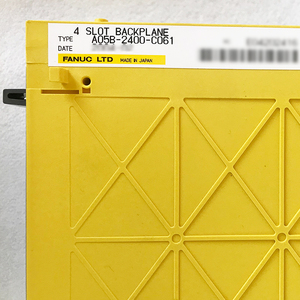 4 SLOT BACKPLANE
TYPE A05B-2400-C061
DATE
FANUC LTD MADE IN JAPAN